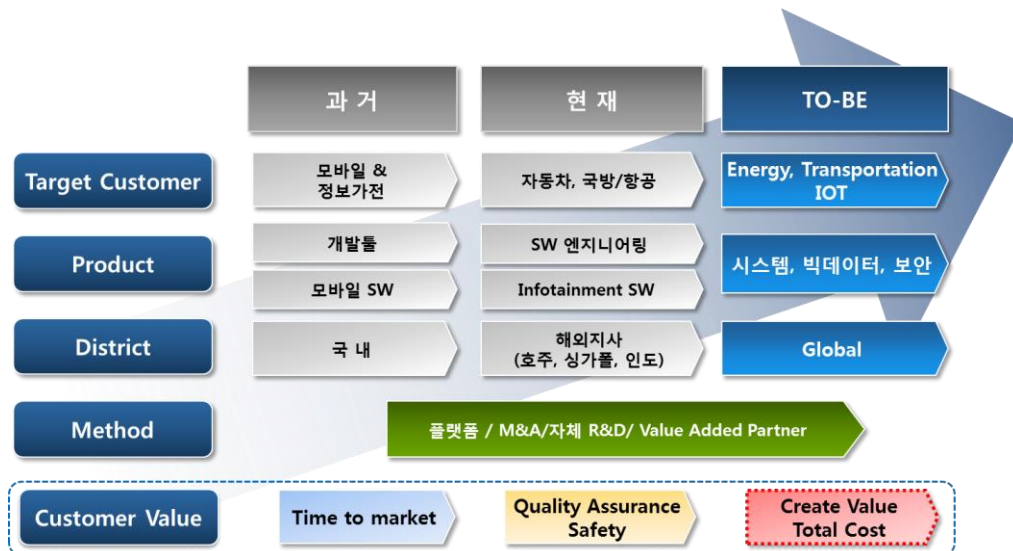 과 거
현 재
TO-BE
Target Customer
모바일 &
정보가전
자동차, 국방/항공
Energy, Transportation
IOT
Product
개발툴
SW 엔지니어링
시스템, 빅데이터, 보안
모바일 SW
Infotainment SW
District
국 내
해외지사
(호주, 싱가폴, 인도)
Global
Method
플랫폼 / M&A/자체 R&D/ Value Added Partner
Customer Value
Time to market
Quality Assurance
Safety
Create Value
Total Cost